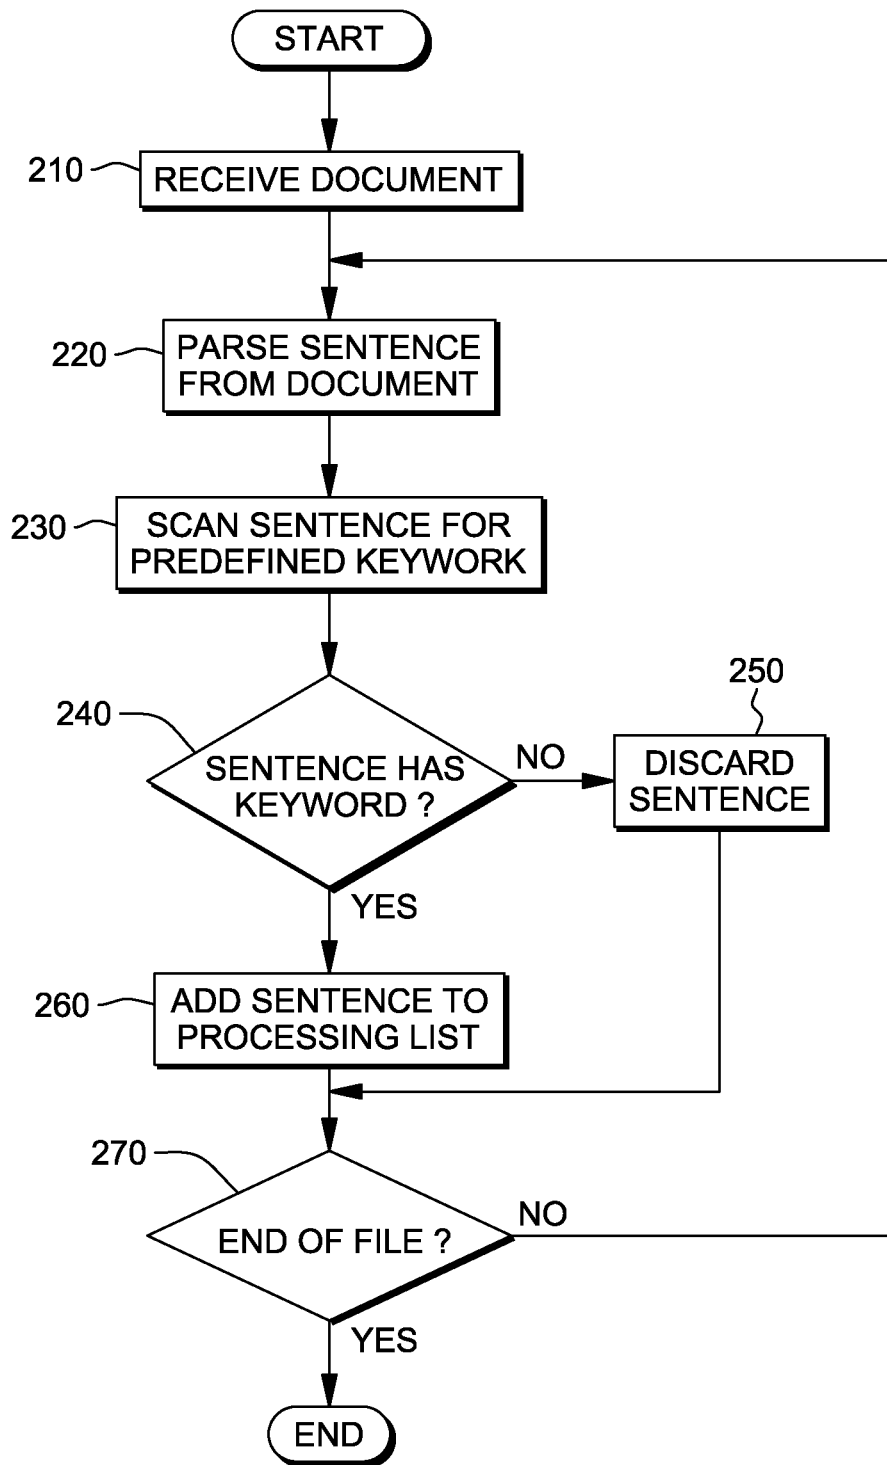 START
210
RECEIVE DOCUMENT
220
PARSE SENTENCE
FROM DOCUMENT
230
SCAN SENTENCE FOR
PREDEFINED KEYWORK
240
SENTENCE HAS
KEYWORD ?
NO
250
DISCARD
SENTENCE
YES
260
ADD SENTENCE TO
PROCESSING LIST
270
END OF FILE ?
NO
YES
END